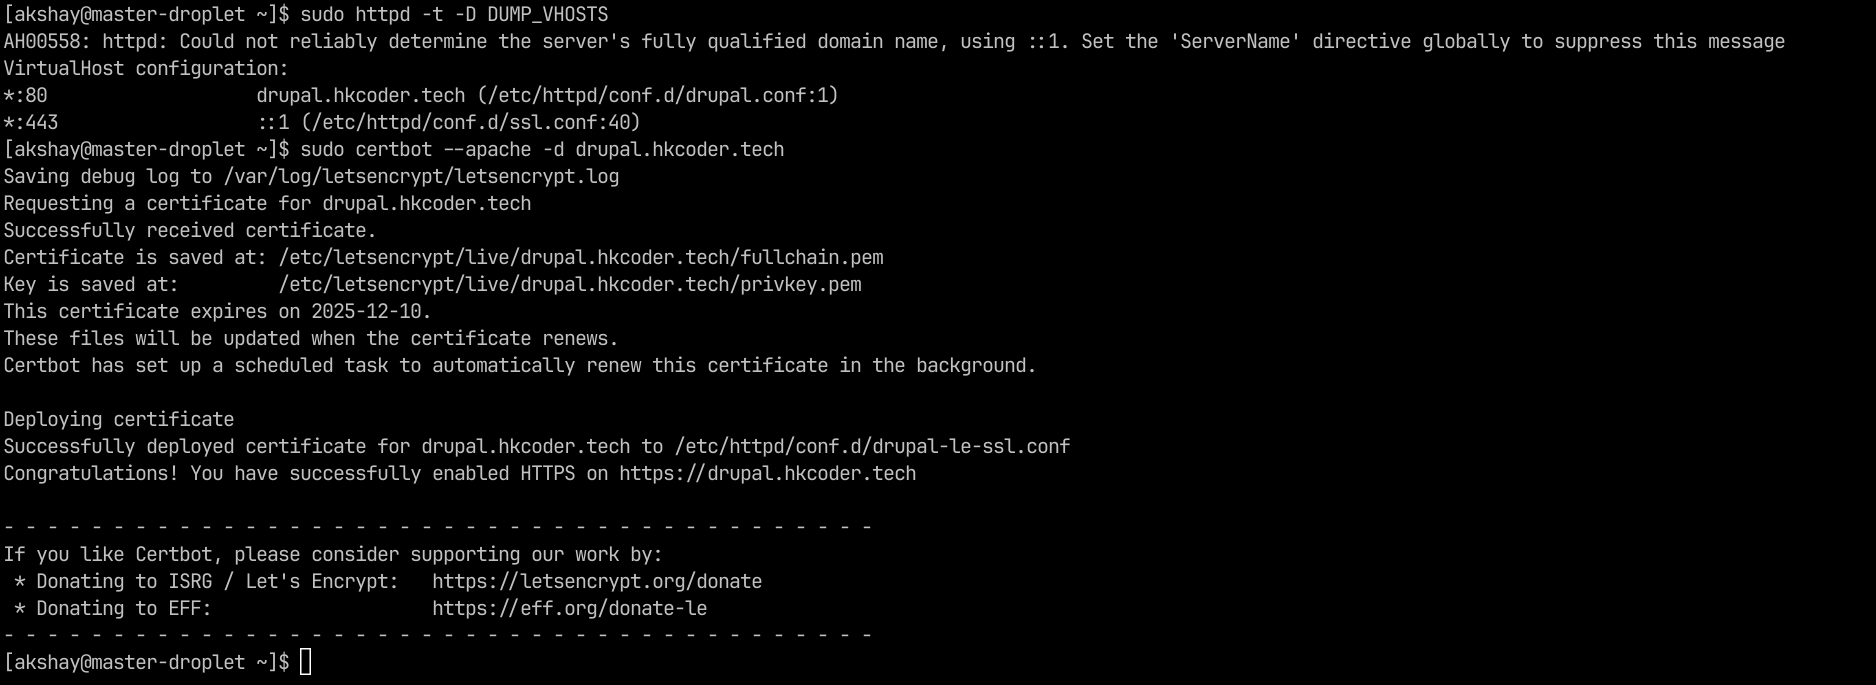 [akshay@master-droplet ~]$ sudo httpd -t -D DUMP_VHOSTS
AH00558: httpd: Could not reliably determine the server's fully qualified domain name, using ::1. Set the 'ServerName' directive globally to suppress this message
VirtualHost configuration:
*:80                   drupal.hkcoder.tech (/etc/httpd/conf.d/drupal.conf:1)
*:443                  ::1 (/etc/httpd/conf.d/ssl.conf:40)
[akshay@master-droplet ~]$ sudo certbot --apache -d drupal.hkcoder.tech
Saving debug log to /var/log/letsencrypt/letsencrypt.log
Requesting a certificate for drupal.hkcoder.tech
Successfully received certificate.
Certificate is saved at: /etc/letsencrypt/live/drupal.hkcoder.tech/fullchain.pem
Key is saved at:         /etc/letsencrypt/live/drupal.hkcoder.tech/privkey.pem
This certificate expires on 2025-12-10.
These files will be updated when the certificate renews.
Certbot has set up a scheduled task to automatically renew this certificate in the background.

Deploying certificate
Successfully deployed certificate for drupal.hkcoder.tech to /etc/httpd/conf.d/drupal-le-ssl.conf
Congratulations! You have successfully enabled HTTPS on https://drupal.hkcoder.tech

- - - - - - - - - - - - - - - - - - - - - - - - - - - - - - - - - - - - - - - -
If you like Certbot, please consider supporting our work by:
 * Donating to ISRG / Let's Encrypt:   https://letsencrypt.org/donate
 * Donating to EFF:                    https://eff.org/donate-le
- - - - - - - - - - - - - - - - - - - - - - - - - - - - - - - - - - - - - - - -
[akshay@master-droplet ~]$